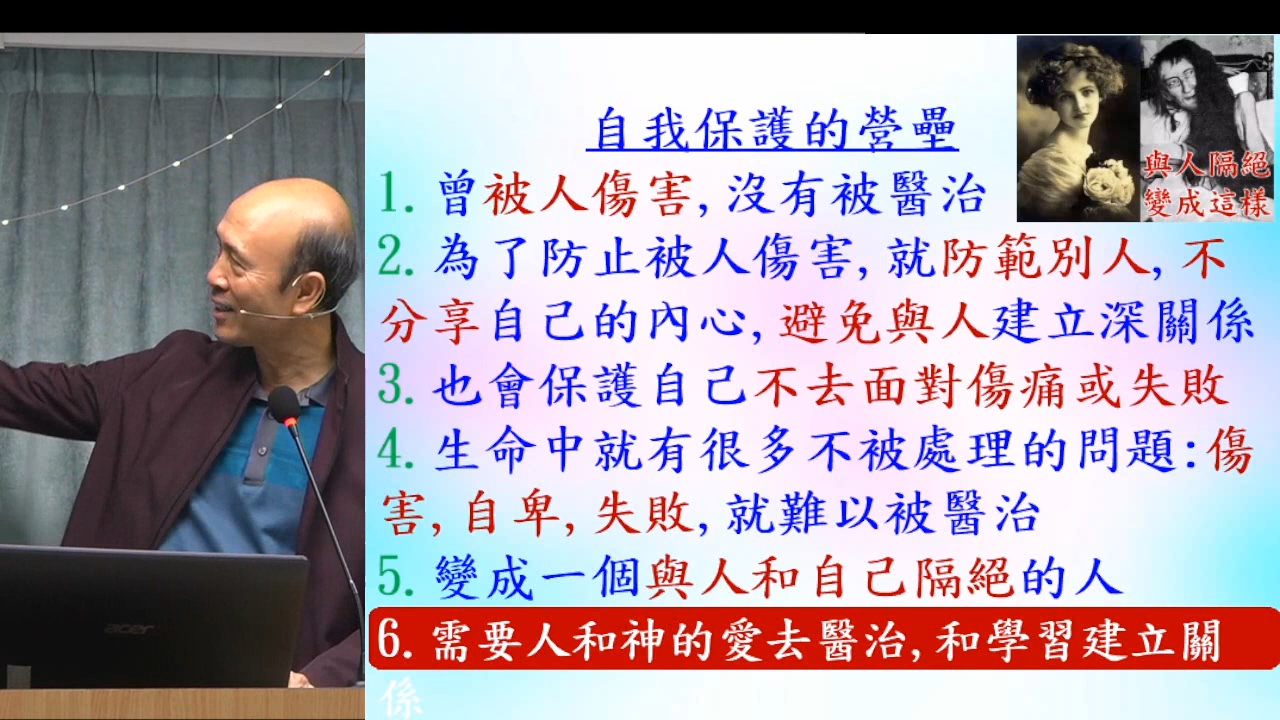 自我保護的營壘
1. 曾被人傷害,沒有被醫治
2. 為了防止被人傷害,就防範別人,不
分享自己的內心,避免與人建立深關係
3. 也會保護自己不去面對傷痛或失敗
4. 生命中就有很多不被處理的問題:傷
害,自卑,失敗,就難以被醫治
5. 變成一個與人和自己隔絕的人
6. 需要人和神的愛去醫治,和學習建立關
係
與人隔絕
變成這樣
acer